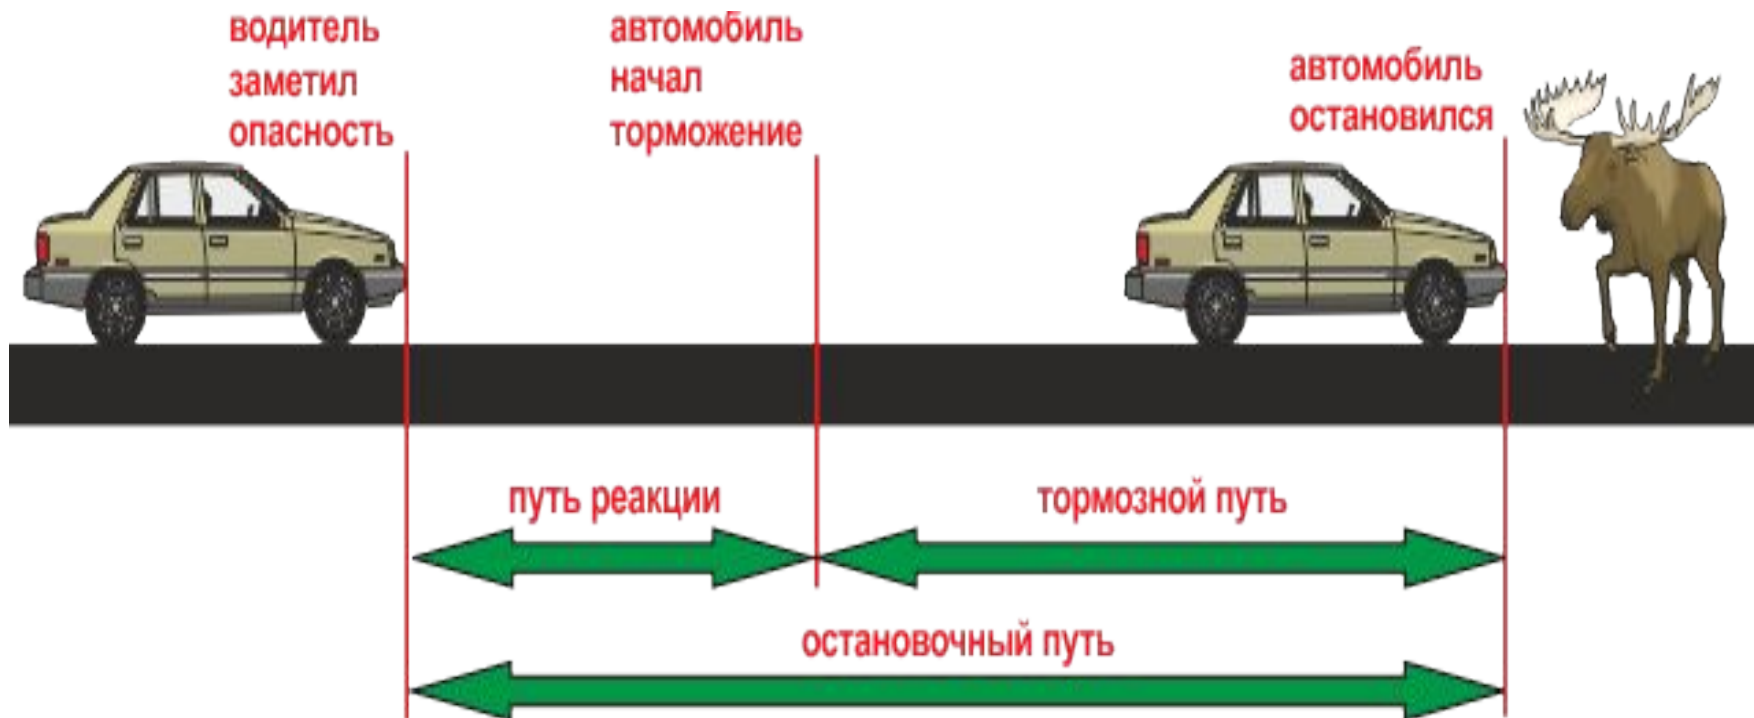 водитель
заметил
опасность
автомобиль
начал
торможение
автомобиль
остановился
путь реакции
тормозной путь
остановочный путь